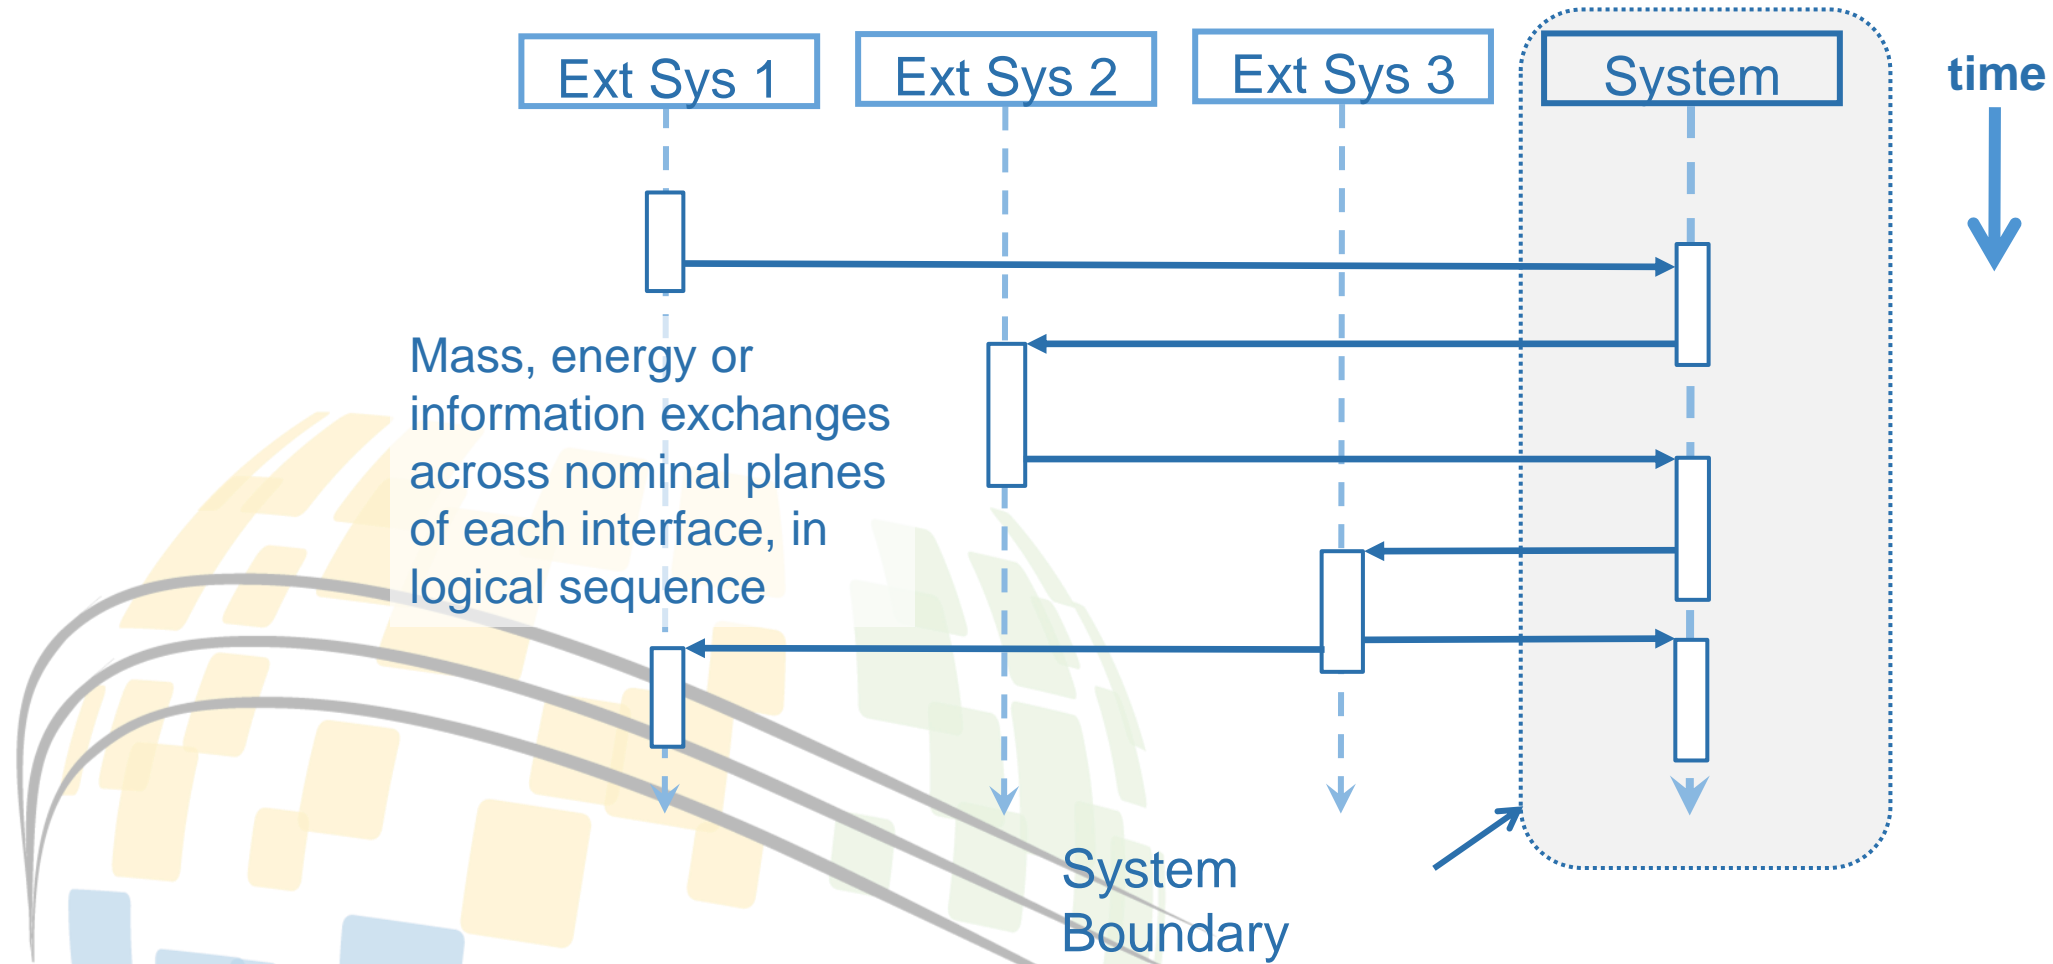 Ext Sys 1
Ext Sys 2
Ext Sys 3
System
time
Mass, energy or
information exchanges
across nominal planes
of each interface, in
logical sequence
System
Boundary